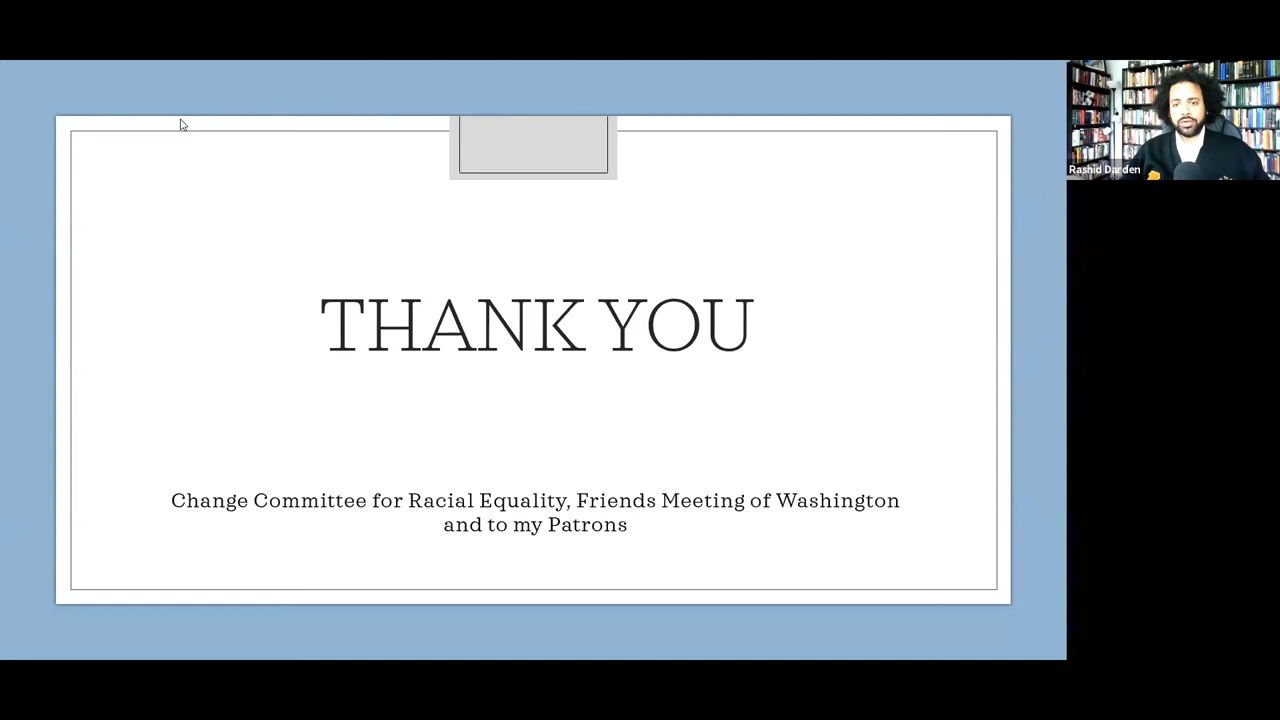 THANK YOU
Change Committee for Racial Equality, Friends Meeting of Washington
and to my Patrons
Rashid Darden